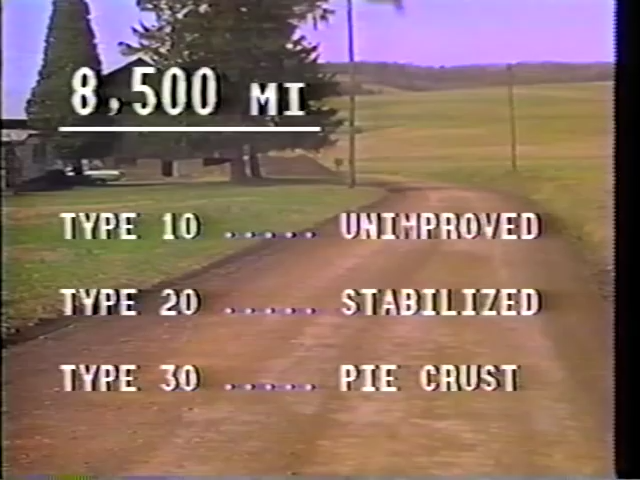 8,500 MI
TYPE 10 ..... UNIMPROVED
TYPE 20 ..... STABILIZED
TYPE 30 ..... PIE CRUST